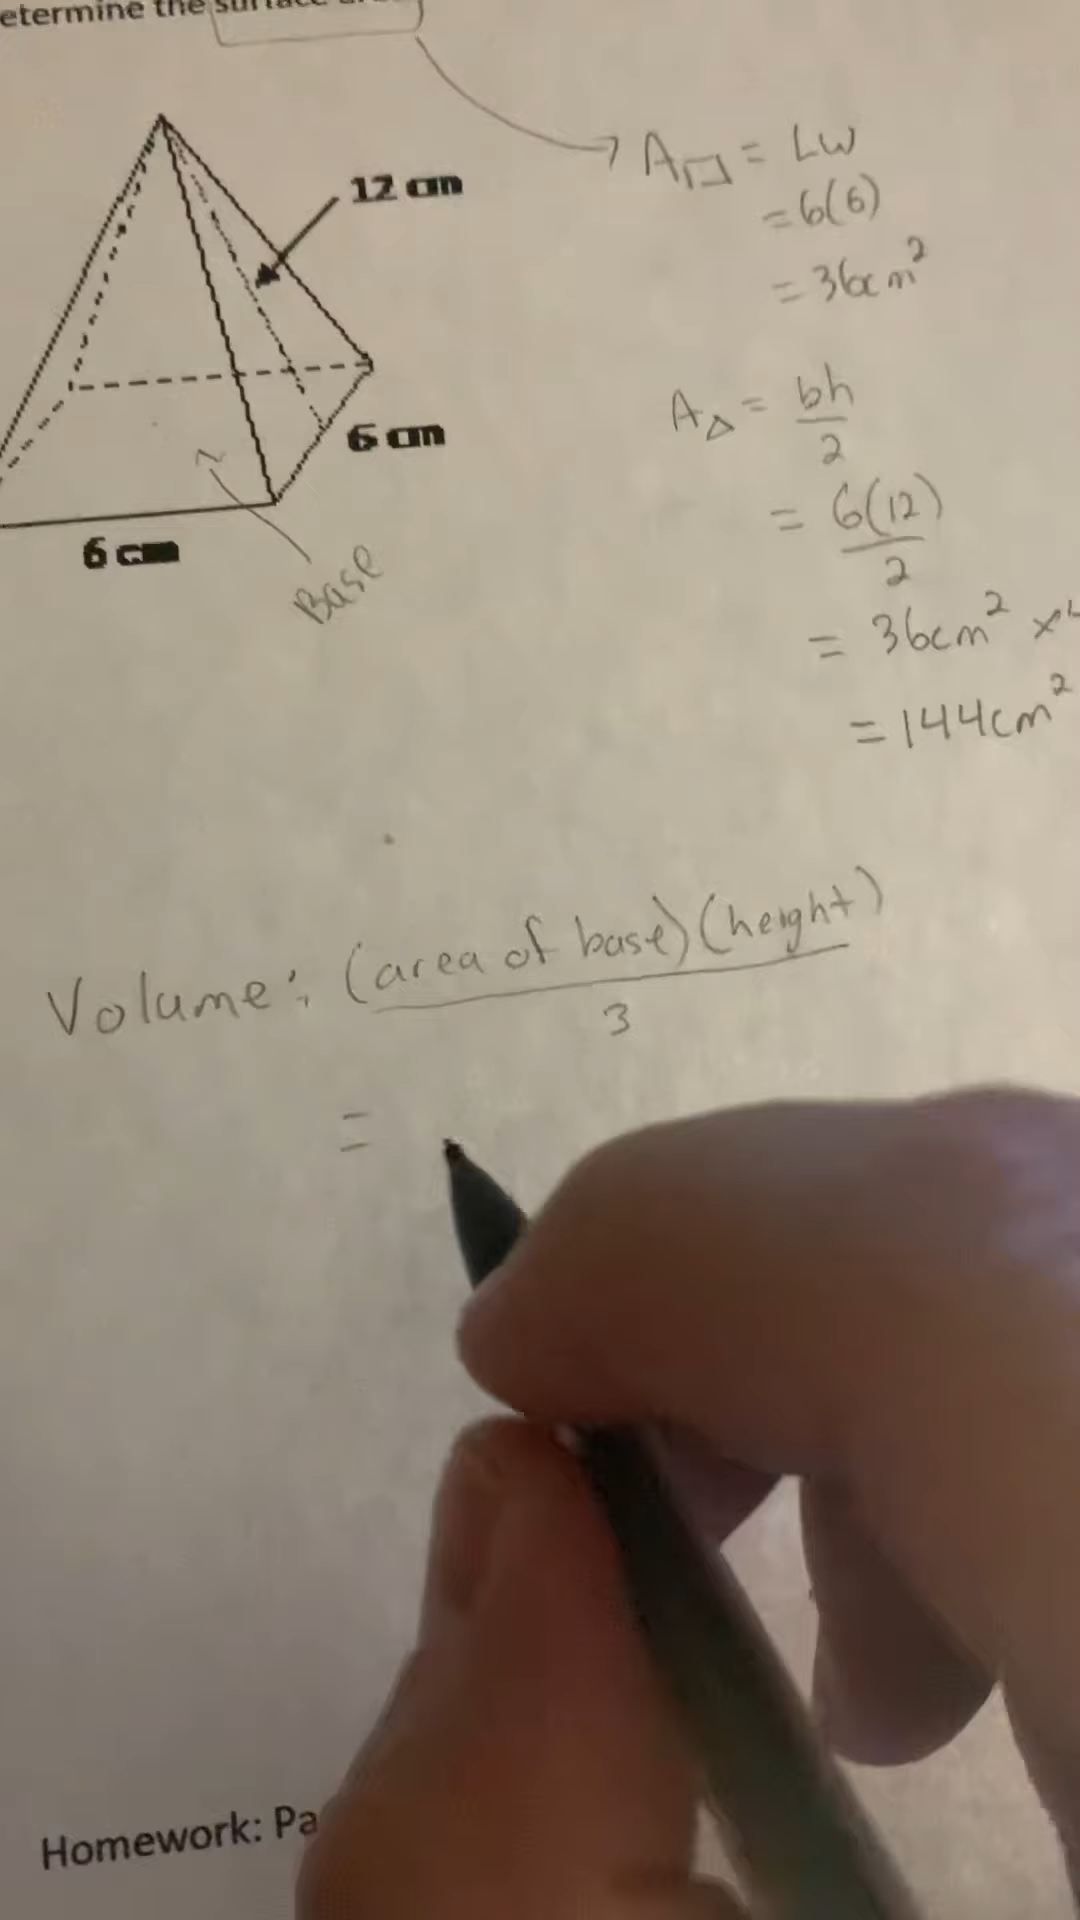 etermine the
12 cm
6 cm
6 cm
Base
A□ = LW
= 6(6)
= 36cm²
A△ = bh
2
= 6(12)
2
= 36cm²
= 144cm²
Volume: (area of base)(height)
3
=
Homework: Pa